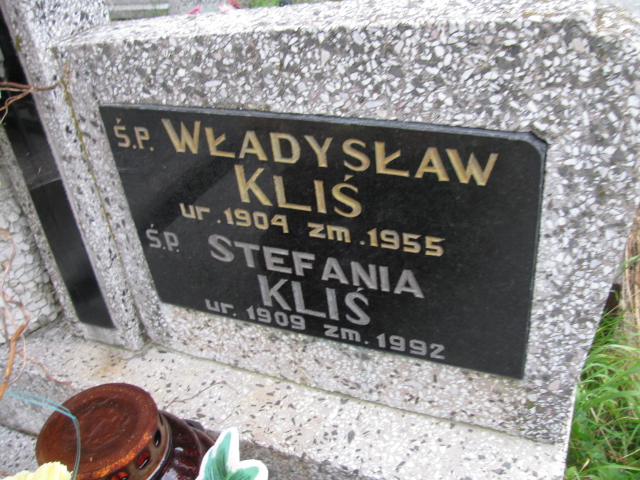 Ś.P. WŁADYSŁAW
KLIŚ
ur. 1904 zm. 1955
Ś.P. STEFANIA
KLIŚ
ur. 1909 zm. 1992